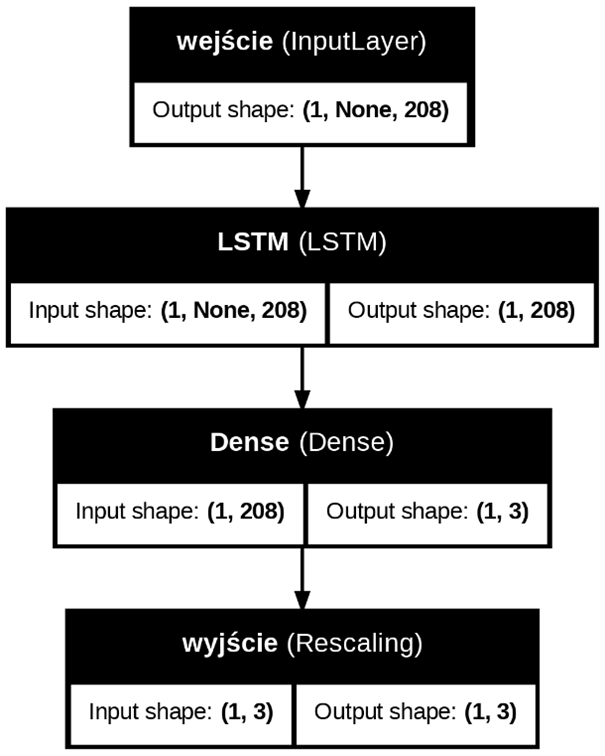 wejście (InputLayer)
Output shape: (1, None, 208)
LSTM (LSTM)
Input shape: (1, None, 208) Output shape: (1, 208)
Dense (Dense)
Input shape: (1, 208) Output shape: (1, 3)
wyjście (Rescaling)
Input shape: (1, 3) Output shape: (1, 3)